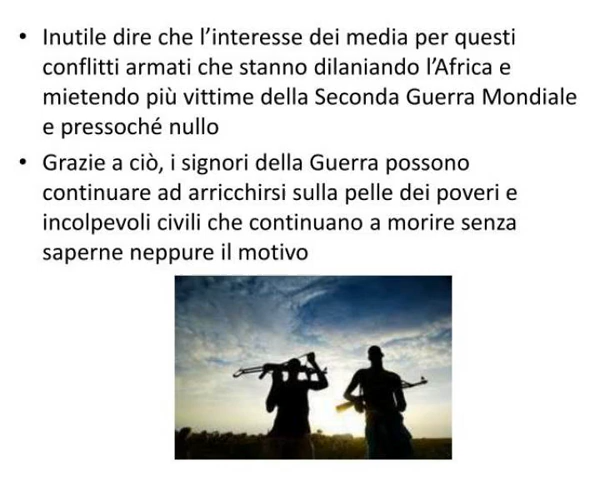 • Inutile dire che l’interesse dei media per questi
conflitti armati che stanno dilaniando l’Africa e
mietendo più vittime della Seconda Guerra Mondiale
e pressoché nullo
• Grazie a ciò, i signori della Guerra possono
continuare ad arricchirsi sulla pelle dei poveri e
incolpevoli civili che continuano a morire senza
saperne neppure il motivo